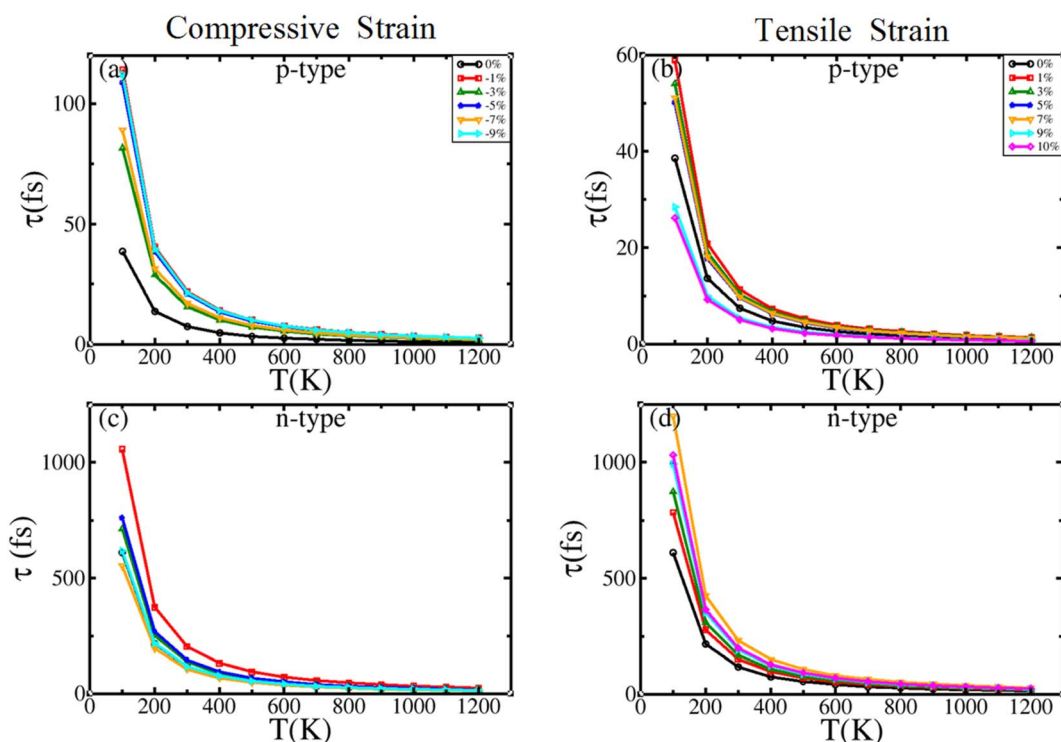 Compressive Strain
Tensile Strain
(a)
p-type
0%
-1%
-3%
-5%
-7%
-9%
100
50
0
τ(fs)
0 200 400 600 800 1000 1200
T(K)
(b)
p-type
0%
1%
3%
5%
7%
9%
10%
60
40
20
0
τ(fs)
0 200 400 600 800 1000 1200
T(K)
(c)
n-type
1000
500
0
τ (fs)
0 200 400 600 800 1000 1200
T(K)
(d)
n-type
1000
500
0
τ(fs)
0 200 400 600 800 1000 1200
T(K)